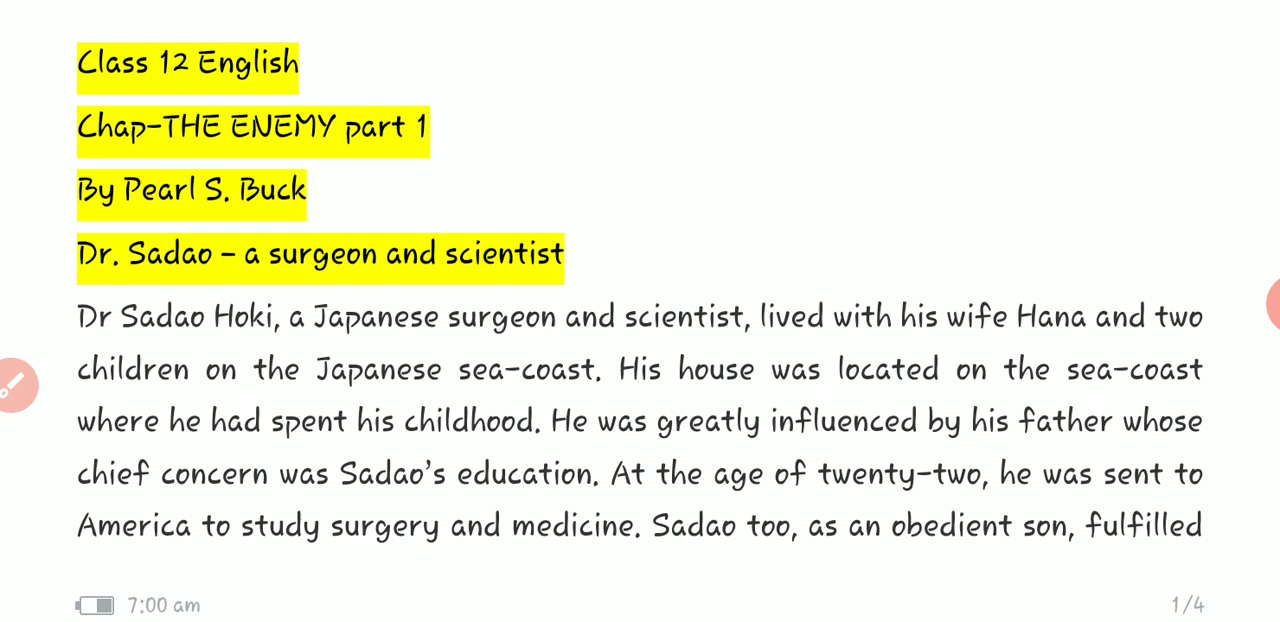 Class 12 English
Chap-THE ENEMY part 1
By Pearl S. Buck
Dr. Sadao – a surgeon and scientist
Dr Sadao Hoki, a Japanese surgeon and scientist, lived with his wife Hana and two
children on the Japanese sea-coast. His house was located on the sea-coast
where he had spent his childhood. He was greatly influenced by his father whose
chief concern was Sadao’s education. At the age of twenty-two, he was sent to
America to study surgery and medicine. Sadao too, as an obedient son, fulfilled
7:00 am
1/4